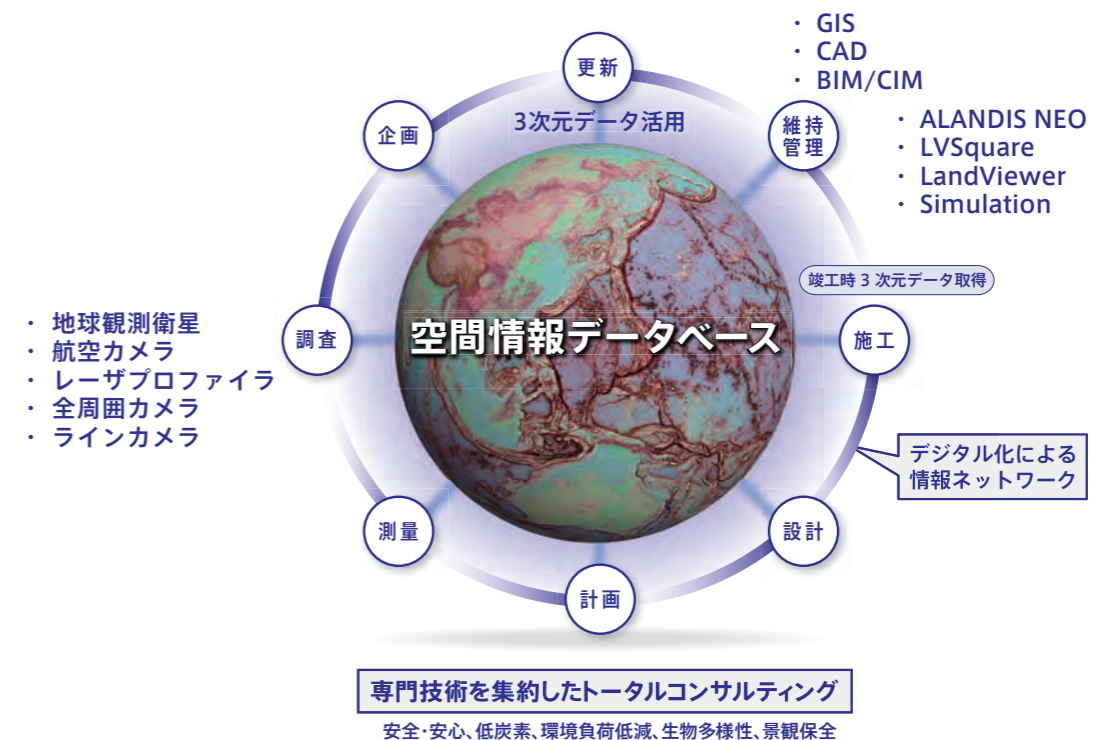 ・ GIS
・ CAD
・ BIM/CIM
更新
3次元データ活用
企画
維持
管理
・ ALANDIS NEO
・ LVSquare
・ LandViewer
・ Simulation
竣工時 3 次元データ取得
・ 地球観測衛星
・ 航空カメラ
・ レーザプロファイラ
・ 全周囲カメラ
・ ラインカメラ
調査
空間情報データベース
施工
デジタル化による
情報ネットワーク
測量
設計
計画
専門技術を集約したトータルコンサルティング
安全・安心、低炭素、環境負荷低減、生物多様性、景観保全